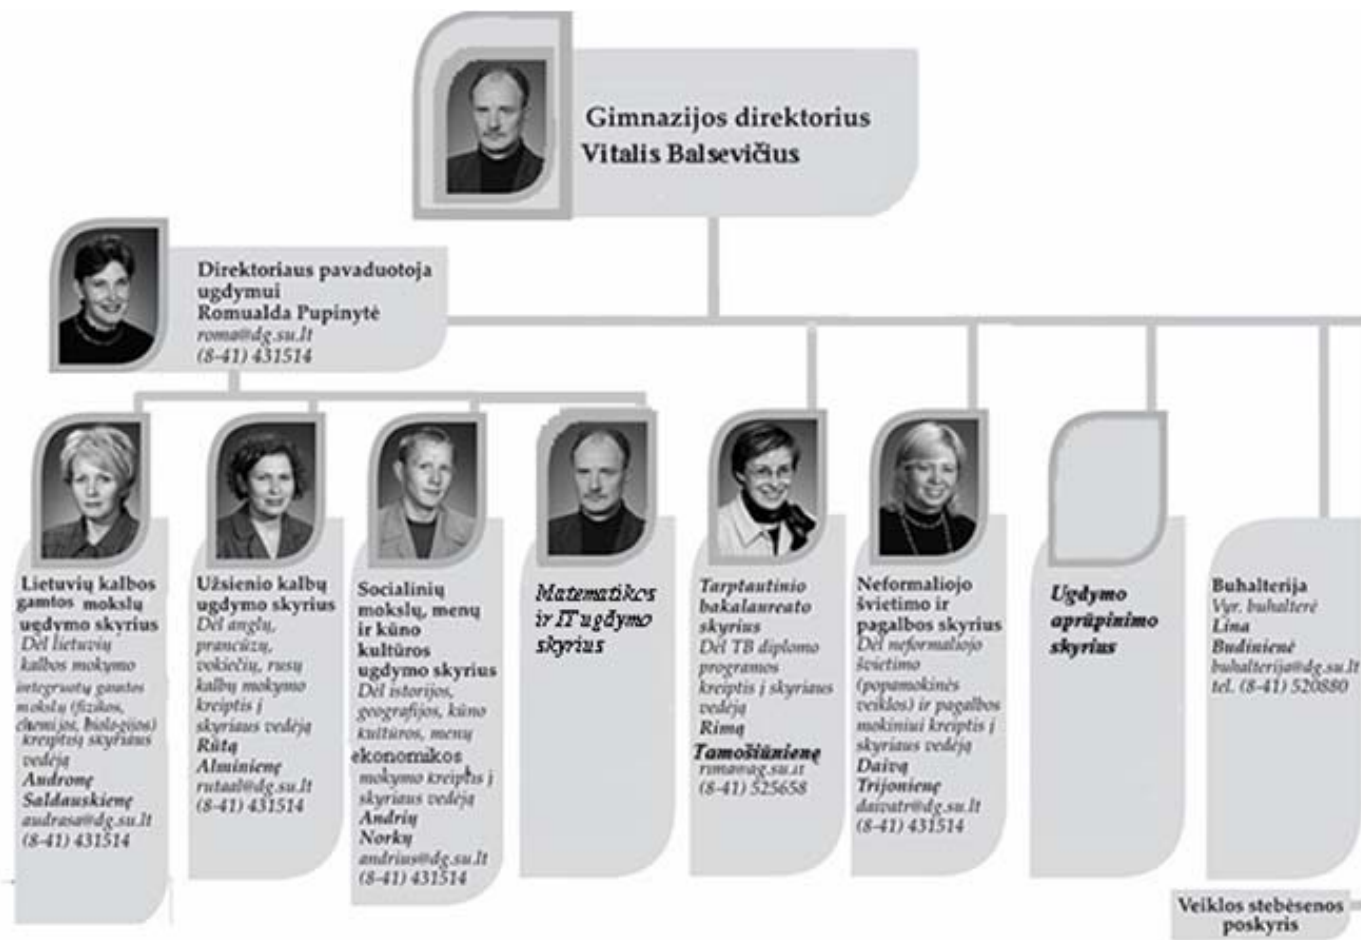 Gimnazijos direktorius
Vitalis Balsevičius
Direktoriaus pavaduotoja
ugdymui
Romualda Pupinytė
roma@dg.su.lt
(8-41) 431514
Lietuvių kalbos
gamtos mokslų
ugdymo skyrius
Dėl lietuvių
kalbos mokymo
integruotų gamtos
mokslų (fizikos,
chemijos, biologijos)
kreiptis į skyriaus
vedėją
Audronę
Saldauskienę
audrasa@dg.su.lt
(8-41) 431514
Užsienio kalbų
ugdymo skyrius
Dėl anglų,
prancūzų,
vokiečių, rusų
kalbų mokymo
kreiptis į
skyriaus vedėją
Rūtą
Alminienę
rutaal@dg.su.lt
(8-41) 431514
Socialinių
mokslų, menų
ir kūno
kultūros
ugdymo skyrius
Dėl istorijos,
geografijos, kūno
kultūros, menų
ekonomikos
mokymo kreiptis į
skyriaus vedėją
Andrių
Norkų
andrius@dg.su.lt
(8-41) 431514
Matematikos
ir IT ugdymo
skyrius
Tarptautinio
bakalaureato
skyrius
Dėl TB diplomo
programos
kreiptis į skyriaus
vedėją
Rimą
Tamošiūnienę
(8-41) 525658
Neformaliojo
švietimo ir
pagalbos skyrius
Dėl neformaliojo
švietimo
(popamokinės
veiklos) ir pagalbos
mokiniui kreiptis į
skyriaus vedėją
Daivą
Trijonienę
daivatr@dg.su.lt
(8-41) 431514
Ugdymo
aprūpinimo
skyrius
Buhalterija
Vyr. buhalterė
Lina
Budinienė
buhalterija@dg.su.lt
tel. (8-41) 520880
Veiklos stebėsenos
poskyris